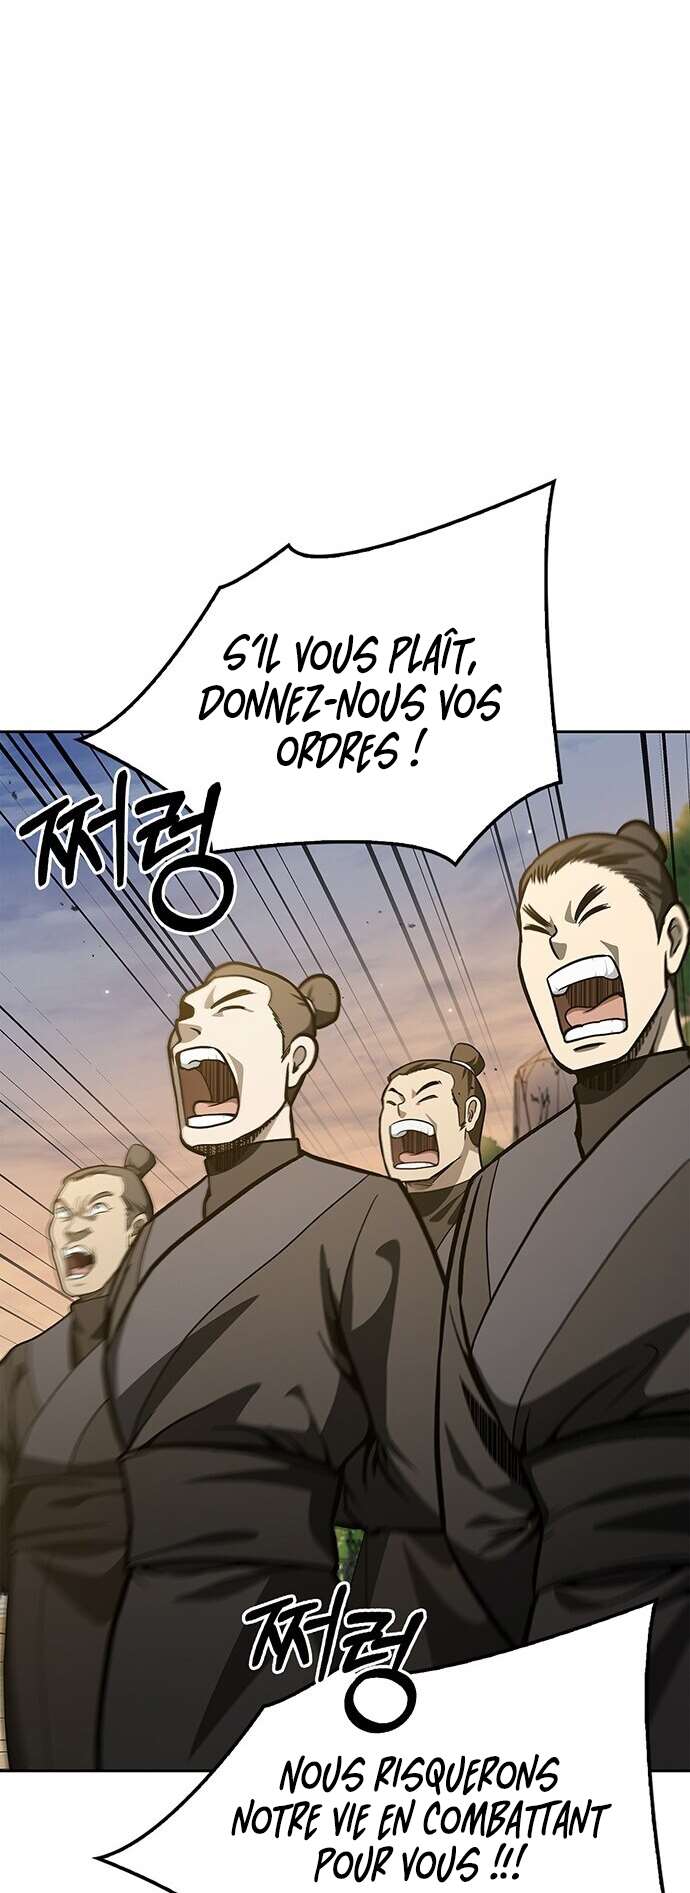 S'IL VOUS PLAÎT,
DONNEZ-NOUS VOS
ORDRES !
쩌렁
쩌렁
NOUS RISQUERONS
NOTRE VIE EN COMBATTANT
POUR VOUS !!!